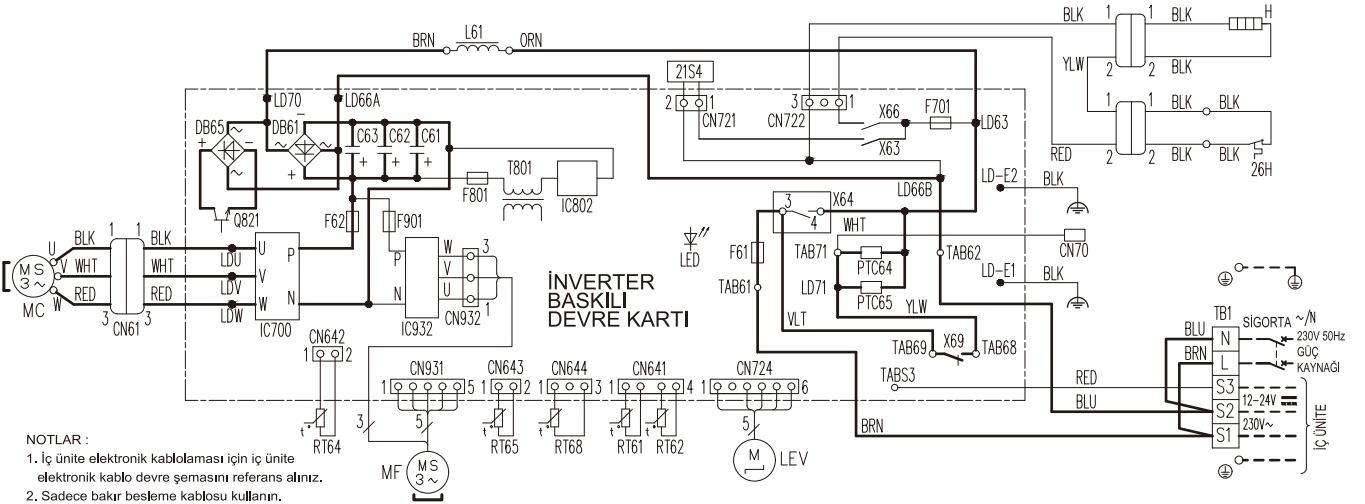 BRN L61 ORN
BLK 1 1 BLK H
YLW 2 2 BLK
1 1 BLK BLK
RED 2 2 BLK BLK
26H
21S4
2 1
CN721
3 1
CN722
X66 F701
X63
LD63
LD70 LD66A
DB65 DB61
C63 C62 C61
F801 T801 IC802
Q821 F62 F901
LD66B
LD-E2 BLK
3 4 X64
WHT
CN70
LED
F61
TAB71 PTC64 TAB62
TAB61 LD71 PTC65
LD-E1 BLK
YLW
VLT
TAB69 X69 TAB68
TABS3
U BLK 1 1 BLK LDU U P
MS 3~ V WHT WHT LDV V
W RED 3 3 RED LDW W N
MC CN61 IC700
P N IC932
W 3
V
U 1
CN932
İNVERTER
BASKILI
DEVRE KARTI
CN642
1 2
t° RT64
3
CN931
1 5
5
MF MS 3~
CN643
1 2
t° RT65
CN644
1 3
t° RT68
CN641
1 4
t° RT61 t° RT62
CN724
1 6
5
M LEV
RED
BLU
BRN
TB1
BLU N SİGORTA ~/N
230V 50Hz
BRN L GÜÇ
KAYNAĞI
S3
S2 12-24V
S1 230V~
İÇ ÜNİTE
NOTLAR :
1. İç ünite elektronik kablolaması için iç ünite
elektronik kablo devre şemasını referans alınız.
2. Sadece bakır besleme kablosu kullanın.